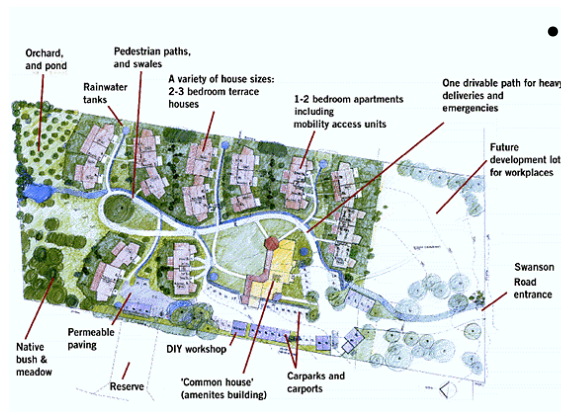 Orchard,
and pond
Pedestrian paths,
and swales
Rainwater
tanks
A variety of house sizes:
2-3 bedroom terrace
houses
1-2 bedroom apartments
including
mobility access units
One drivable path for heavy
deliveries and
emergencies
Future
development lot
for workplaces
Swanson
Road
entrance
Native
bush &
meadow
Permeable
paving
Reserve
DIY workshop
'Common house'
(amenites building)
Carparks and
carports